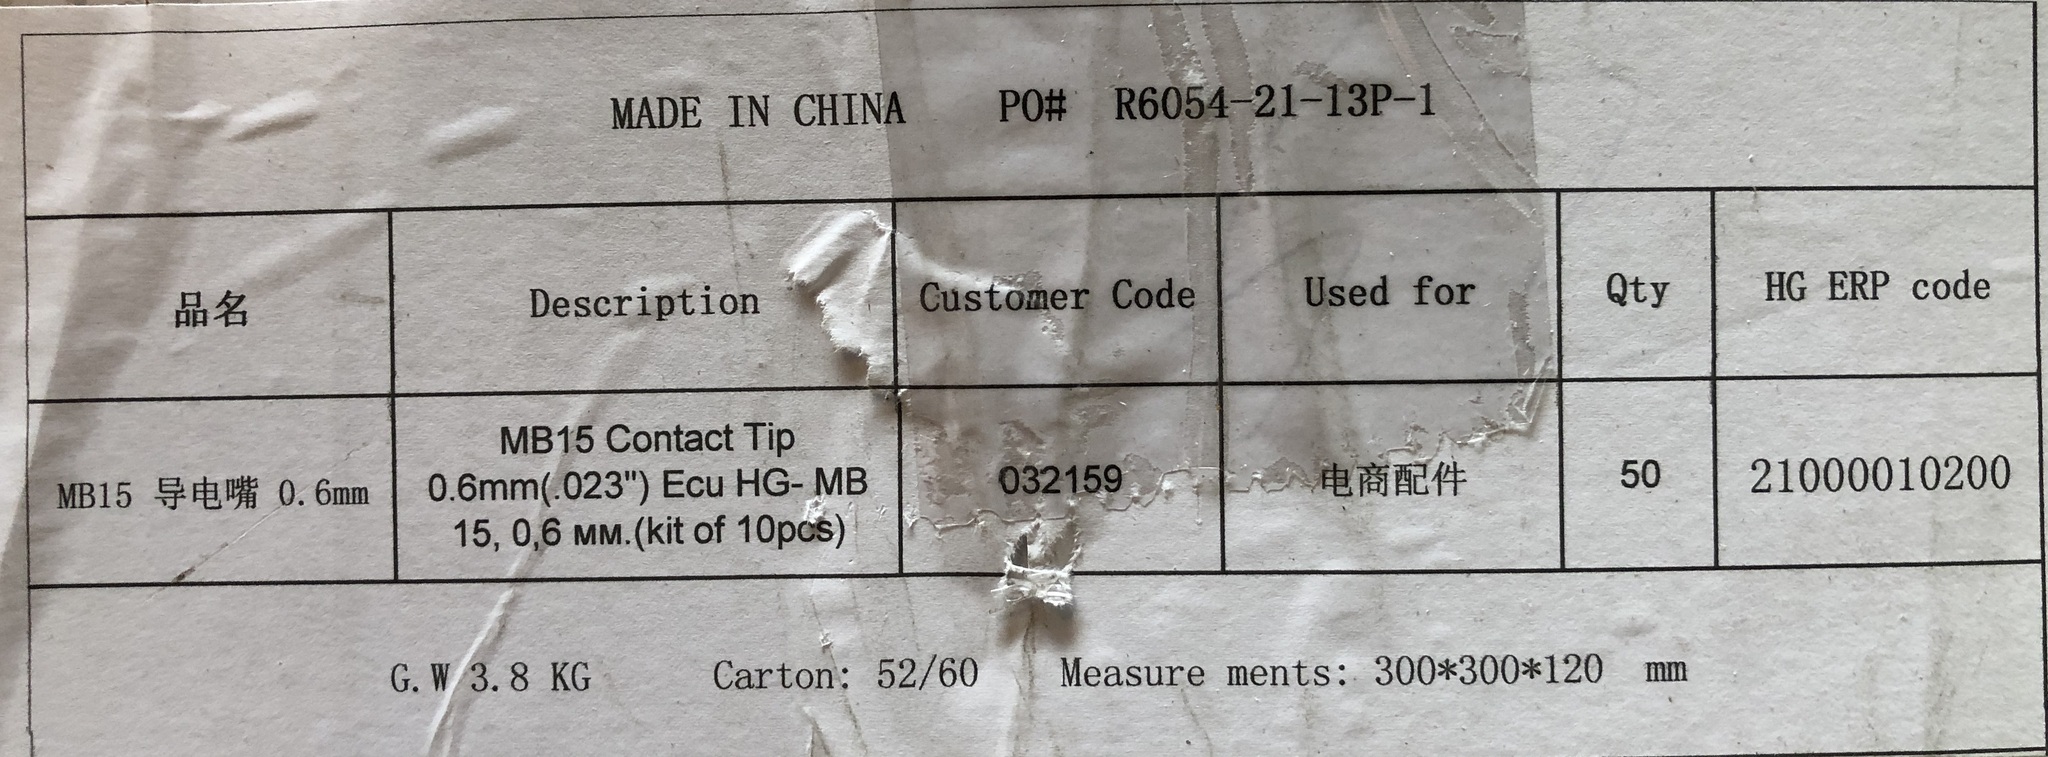 MADE IN CHINA PO# R6054-21-13P-1
品名 Description Customer Code Used for Qty HG ERP code
MB15 导电嘴 0.6mm
MB15 Contact Tip
0.6mm(.023") Ecu HG- MB
15, 0,6 мм.(kit of 10pcs)
032159
电商配件
50
21000010200
G.W 3.8 KG Carton: 52/60 Measure ments: 300*300*120 mm